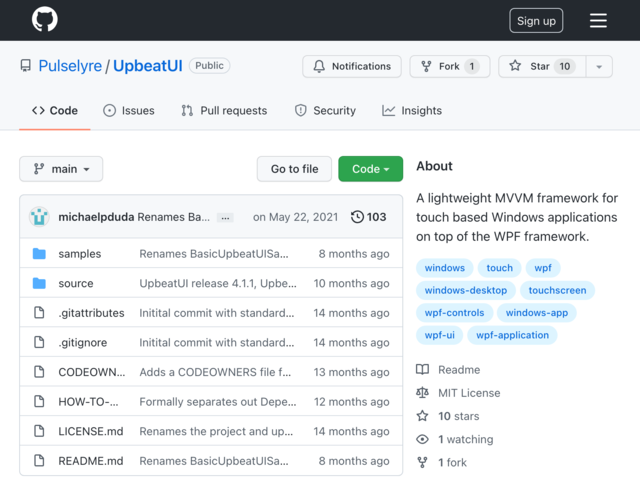 Sign up
Pulselyre / UpbeatUI Public
Notifications Fork 1 Star 10
Code Issues Pull requests Security Insights
main Go to file Code
michaelpduda Renames Ba... ... on May 22, 2021 103
samples Renames BasicUpbeatUISa... 8 months ago
source UpbeatUI release 4.1.1, Upbe... 10 months ago
.gitattributes Initital commit with standard... 14 months ago
.gitignore Initital commit with standard... 14 months ago
CODEOWN... Adds a CODEOWNERS file f... 13 months ago
HOW-TO-... Formally separates out Depe... 12 months ago
LICENSE.md Renames the project and up... 14 months ago
README.md Renames BasicUpbeatUISa... 8 months ago
About
A lightweight MVVM framework for
touch based Windows applications
on top of the WPF framework.
windows touch wpf
windows-desktop touchscreen
wpf-controls windows-app
wpf-ui wpf-application
Readme
MIT License
10 stars
1 watching
1 fork